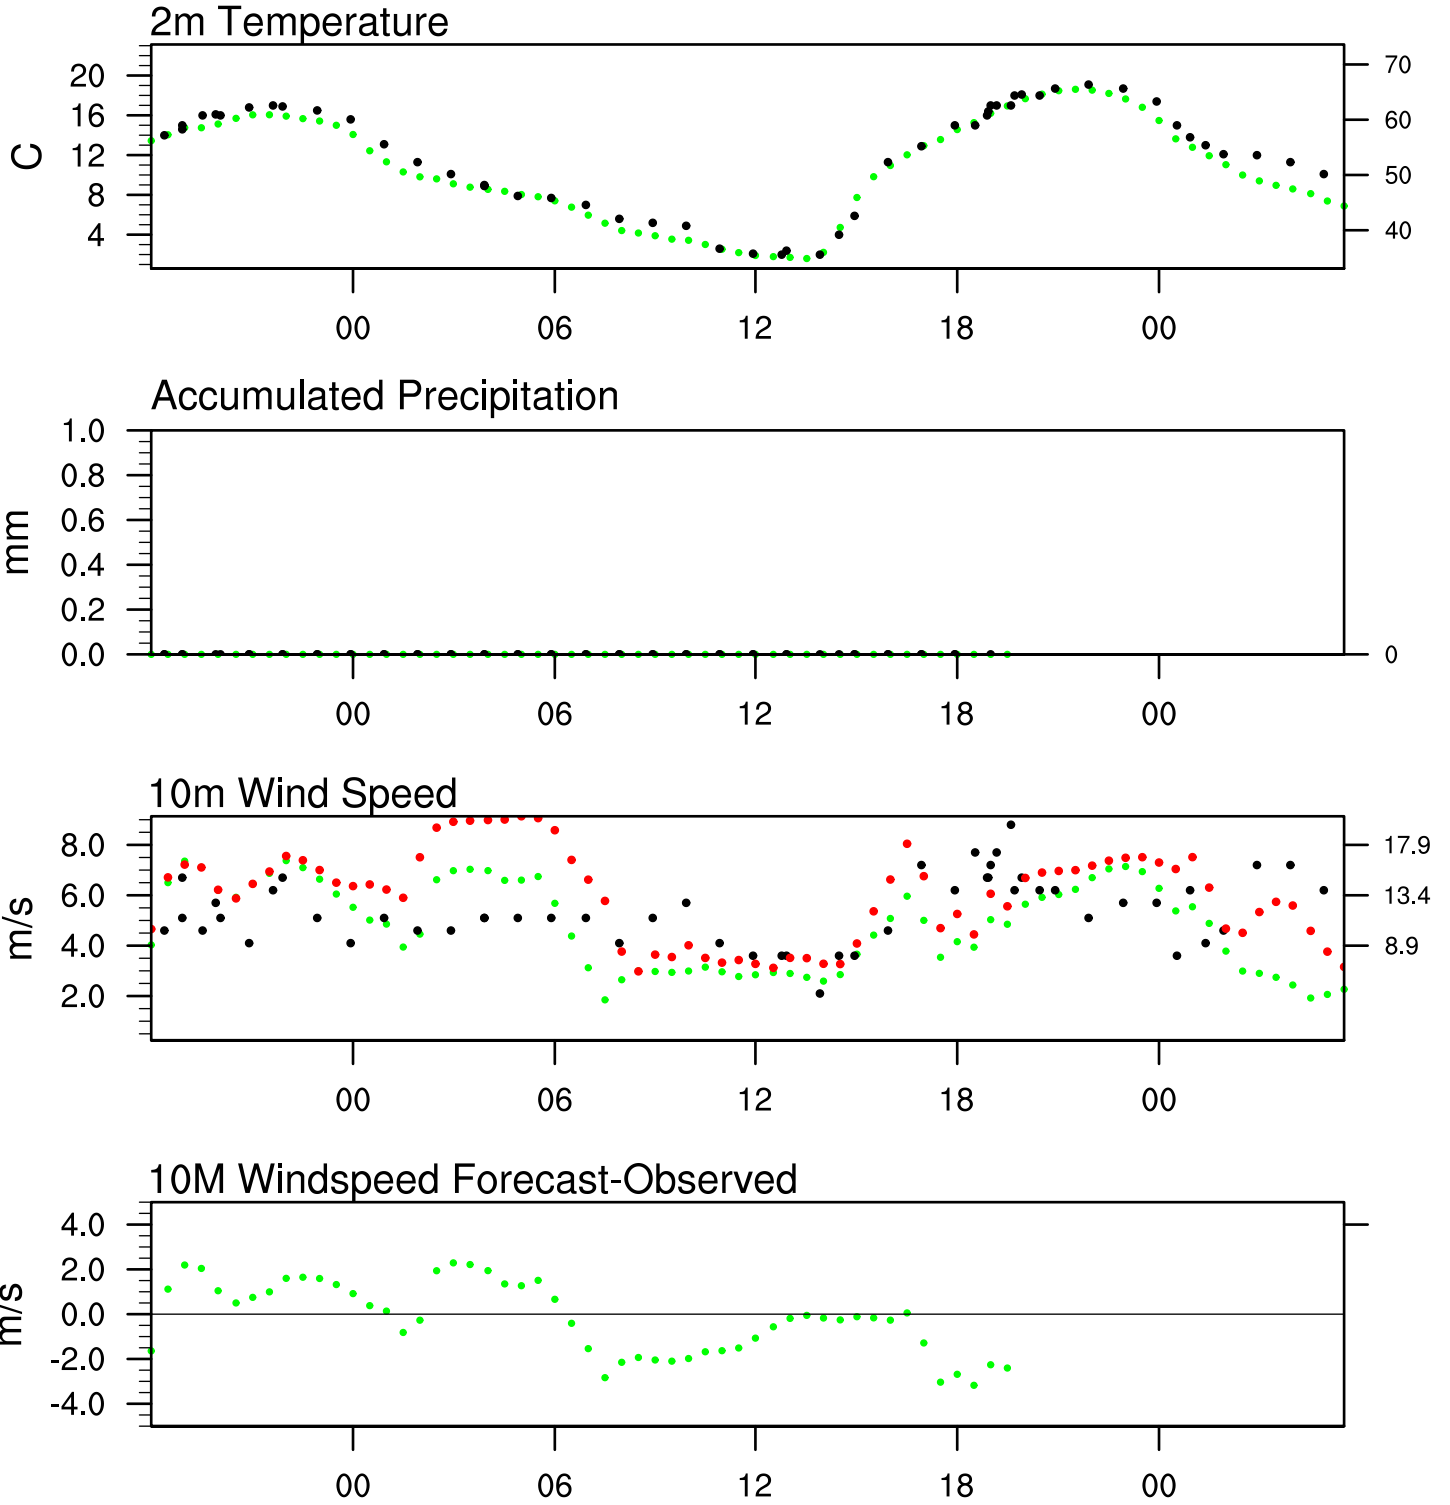 2m Temperature
20
16
12
8
4
C
70
60
50
40
00 06 12 18 00
Accumulated Precipitation
1.0
0.8
0.6
0.4
0.2
0.0
mm
0
00 06 12 18 00
10m Wind Speed
8.0
6.0
4.0
2.0
m/s
17.9
13.4
8.9
00 06 12 18 00
10M Windspeed Forecast-Observed
4.0
2.0
0.0
-2.0
-4.0
m/s
00 06 12 18 00